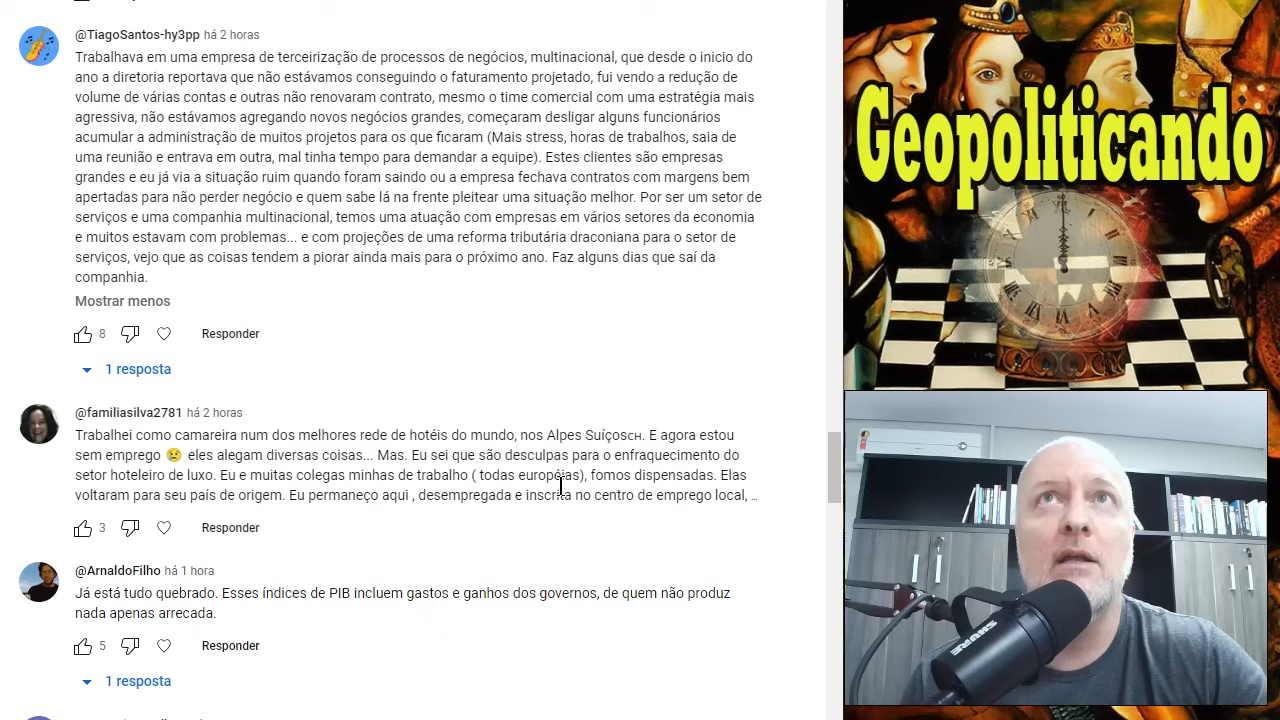 @TiagoSantos-hy3pp há 2 horas
Trabalhava em uma empresa de terceirização de processos de negócios, multinacional, que desde o inicio do
ano a diretoria reportava que não estávamos conseguindo o faturamento projetado, fui vendo a redução de
volume de várias contas e outras não renovaram contrato, mesmo o time comercial com uma estratégia mais
agressiva, não estávamos agregando novos negócios grandes, começaram desligar alguns funcionários
acumular a administração de muitos projetos para os que ficaram (Mais stress, horas de trabalhos, saia de
uma reunião e entrava em outra, mal tinha tempo para demandar a equipe). Estes clientes são empresas
grandes e eu já via a situação ruim quando foram saindo ou a empresa fechava contratos com margens bem
apertadas para não perder negócio e quem sabe lá na frente pleitear uma situação melhor. Por ser um setor de
serviços e uma companhia multinacional, temos uma atuação com empresas em vários setores da economia
e muitos estavam com problemas... e com projeções de uma reforma tributária draconiana para o setor de
serviços, vejo que as coisas tendem a piorar ainda mais para o próximo ano. Faz alguns dias que saí da
companhia.
Mostrar menos
8 Responder
1 resposta
@familiasilva2781 há 2 horas
Trabalhei como camareira num dos melhores rede de hotéis do mundo, nos Alpes Suíçosᴄʜ. E agora estou
sem emprego 😢 eles alegam diversas coisas... Mas. Eu sei que são desculpas para o enfraquecimento do
setor hoteleiro de luxo. Eu e muitas colegas minhas de trabalho ( todas européias), fomos dispensadas. Elas
voltaram para seu país de origem. Eu permaneço aqui , desempregada e inscrita no centro de emprego local, ...
3 Responder
@ArnaldoFilho há 1 hora
Já está tudo quebrado. Esses índices de PIB incluem gastos e ganhos dos governos, de quem não produz
nada apenas arrecada.
5 Responder
1 resposta
Geopoliticando
SHURE